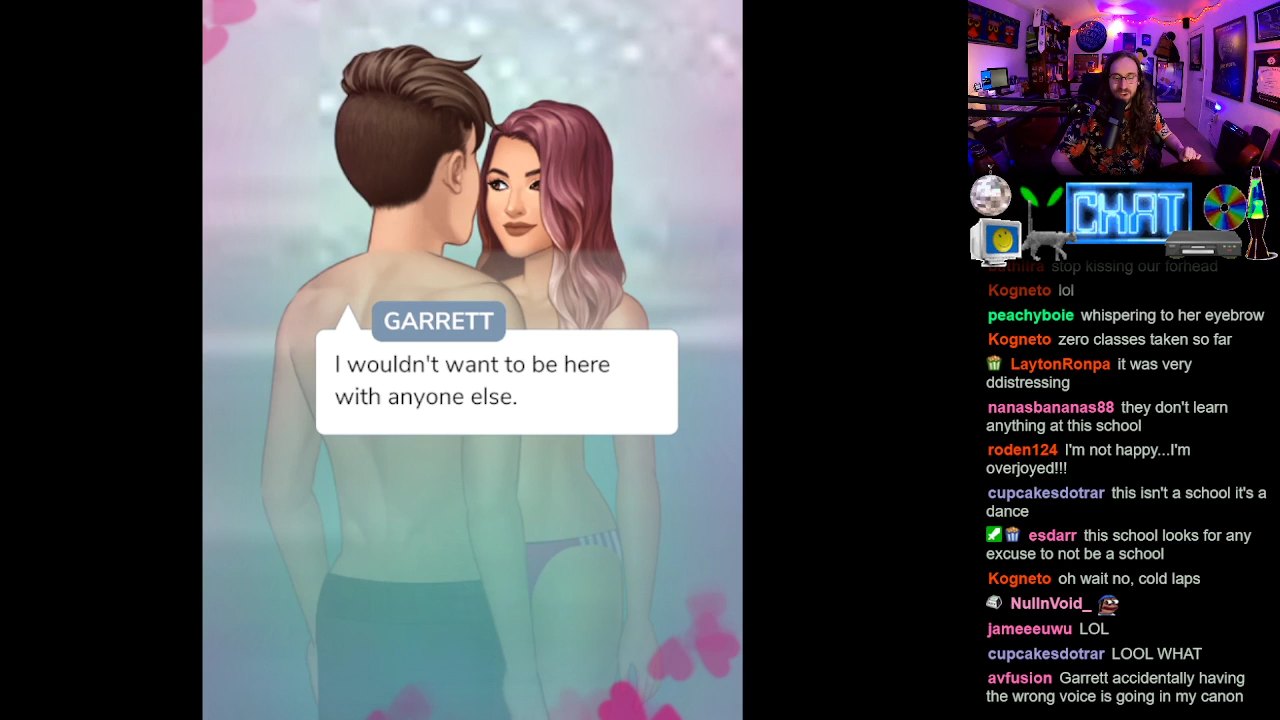 GARRETT
I wouldn't want to be here
with anyone else.
CHAT
stop kissing our forhead
Kogneto lol
peachyboie whispering to her eyebrow
Kogneto zero classes taken so far
LaytonRonpa it was very
ddistressing
nanasbananas88 they don't learn
anything at this school
roden124 I'm not happy...I'm
overjoyed!!!
cupcakesdotrar this isn't a school it's a
dance
esdarr this school looks for any
excuse to not be a school
Kogneto oh wait no, cold laps
NullnVoid_
jameeeuwu LOL
cupcakesdotrar LOOL WHAT
avfusion Garrett accidentally having
the wrong voice is going in my canon